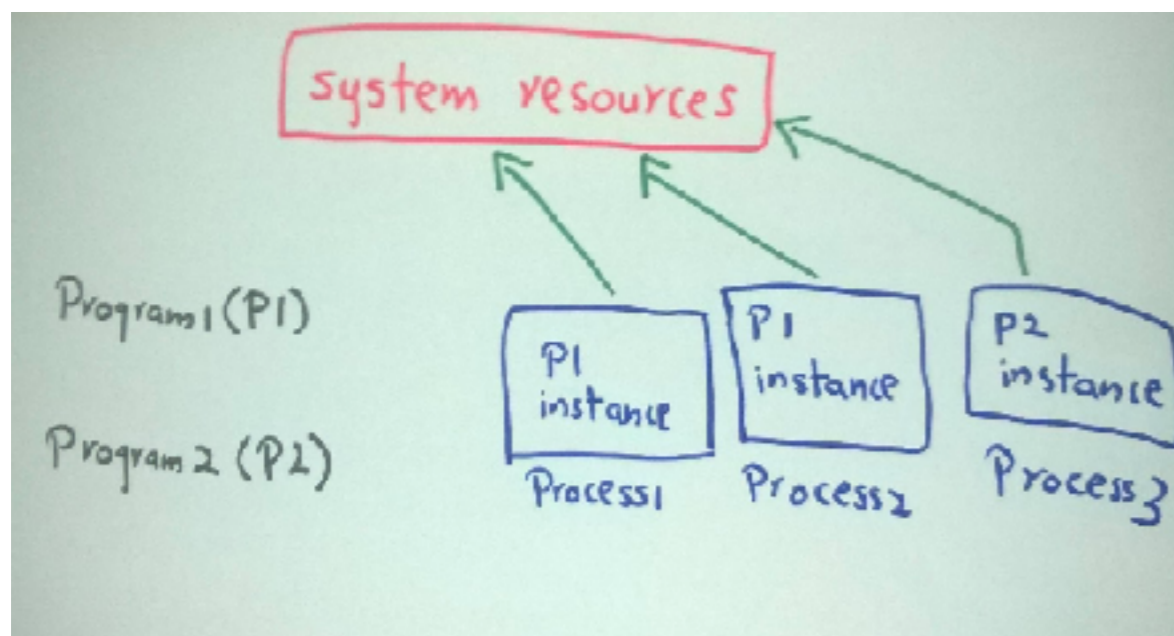 system resources
Program1 (P1)
P1
instance
Process1
P1
instance
Process2
P2
instance
Process3
Program2 (P2)